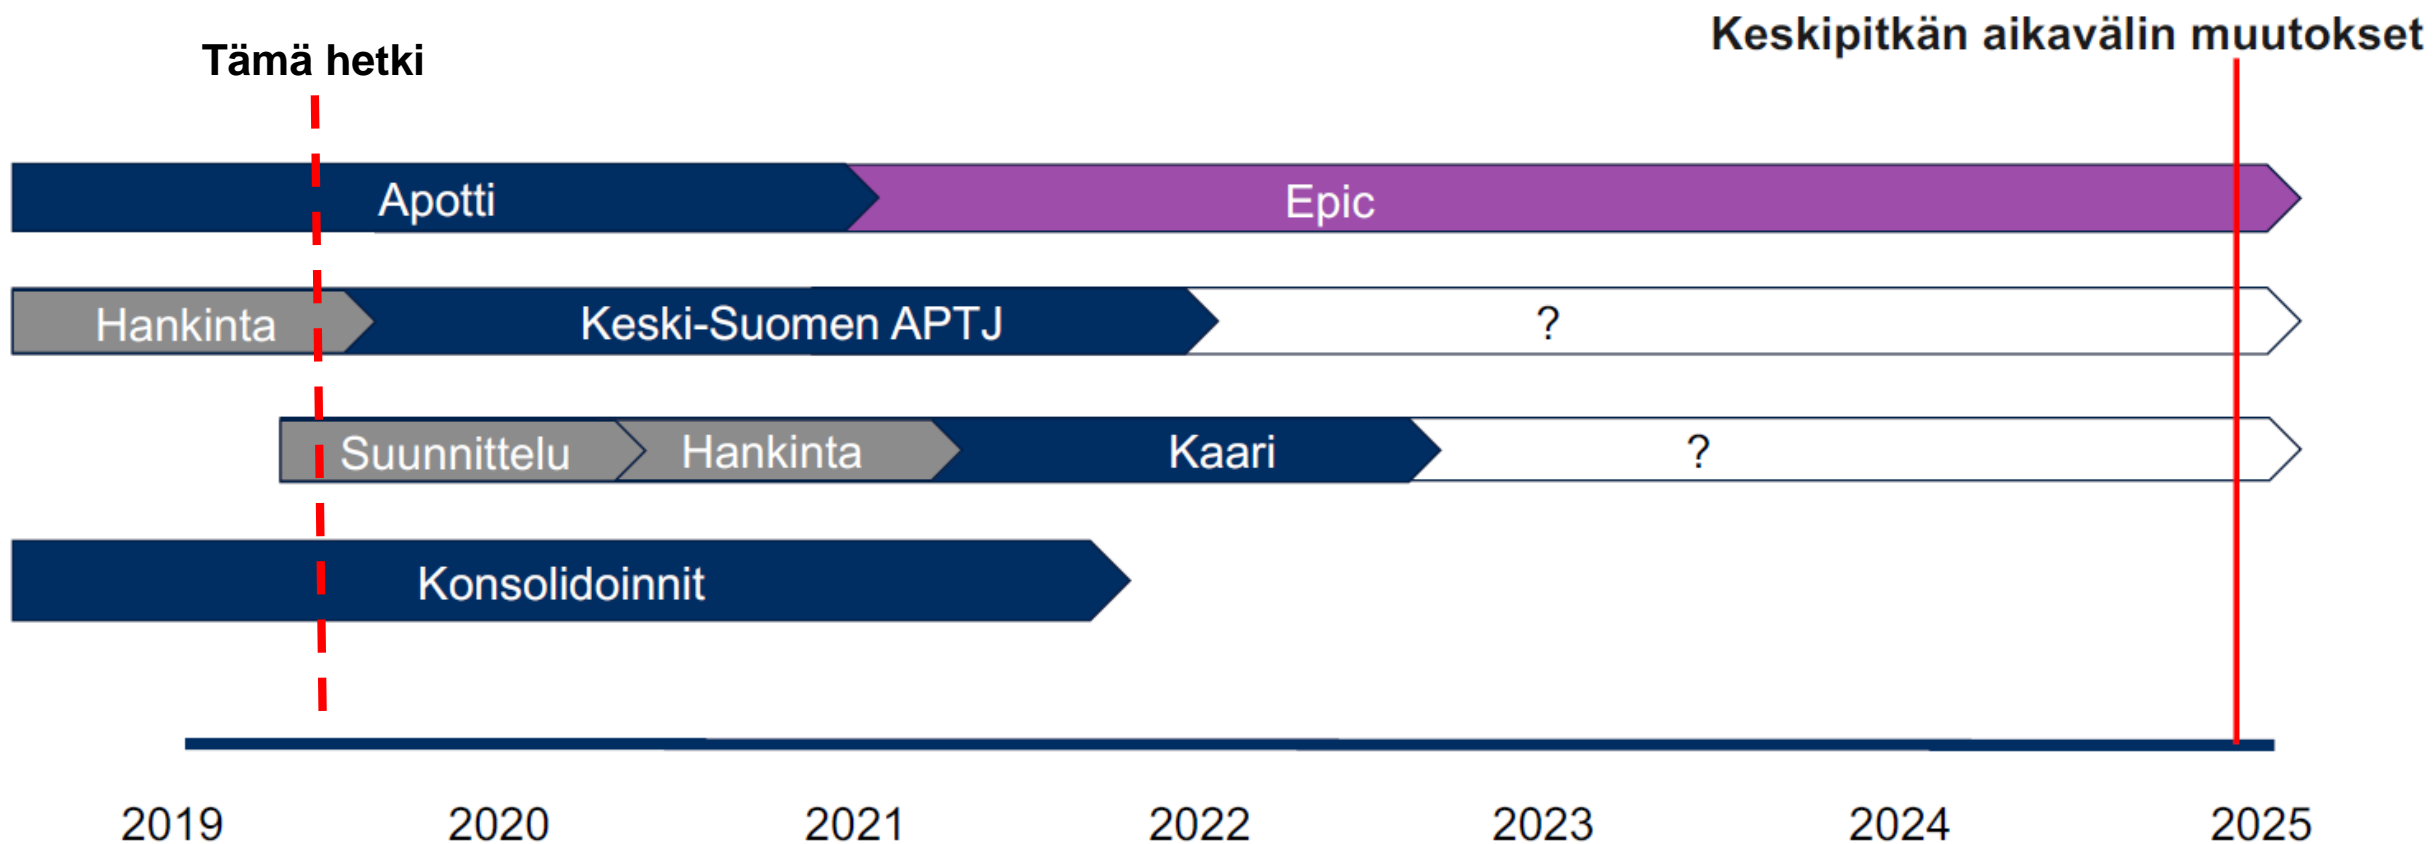 Keskipitkän aikavälin muutokset
Tämä hetki
Apotti
Epic
Hankinta
Keski-Suomen APTJ
?
Suunnittelu
Hankinta
Kaari
?
Konsolidoinnit
2019
2020
2021
2022
2023
2024
2025